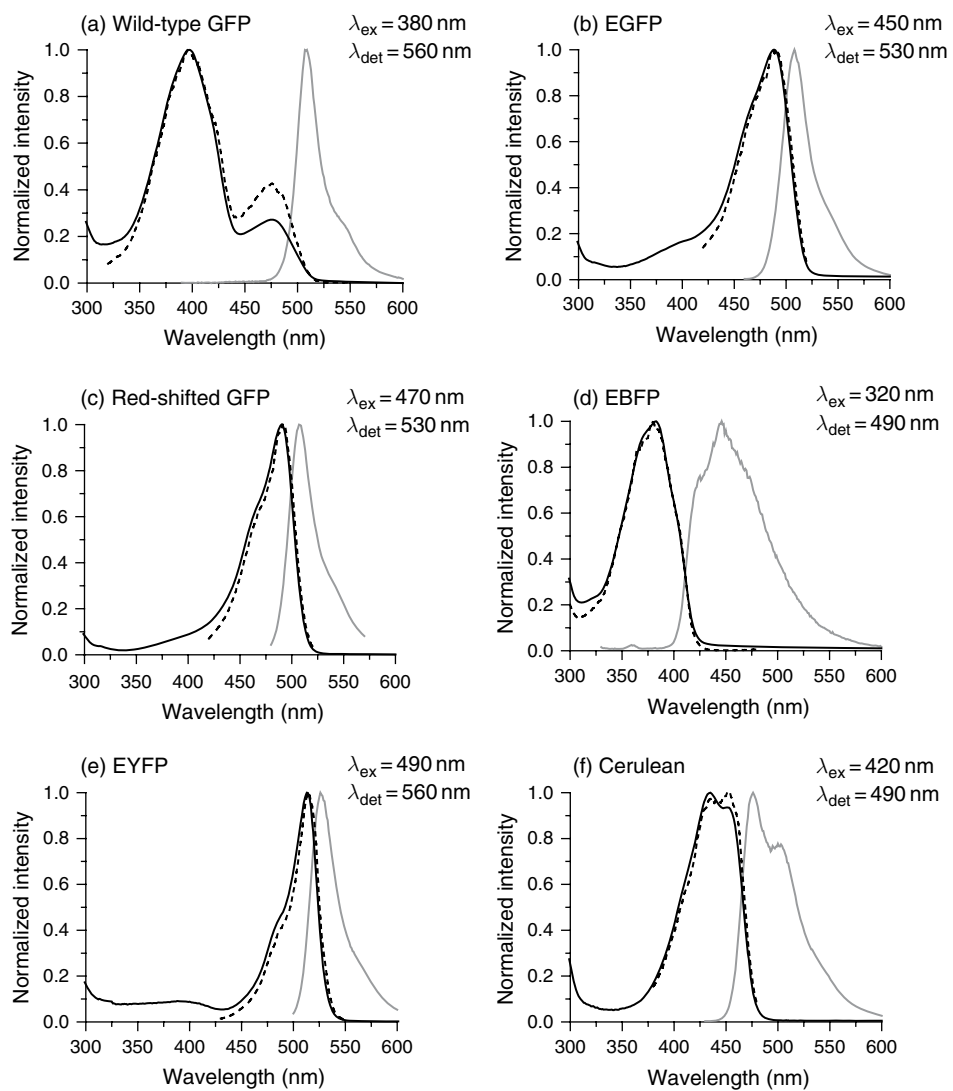 (a) Wild-type GFP
λex = 380 nm
λdet = 560 nm
Normalized intensity
1.0
0.8
0.6
0.4
0.2
0.0
300 350 400 450 500 550 600
Wavelength (nm)
(b) EGFP
λex = 450 nm
λdet = 530 nm
Normalized intensity
1.0
0.8
0.6
0.4
0.2
0.0
300 350 400 450 500 550 600
Wavelength (nm)
(c) Red-shifted GFP
λex = 470 nm
λdet = 530 nm
Normalized intensity
1.0
0.8
0.6
0.4
0.2
0.0
300 350 400 450 500 550 600
Wavelength (nm)
(d) EBFP
λex = 320 nm
λdet = 490 nm
Normalized intensity
1.0
0.8
0.6
0.4
0.2
0.0
300 350 400 450 500 550 600
Wavelength (nm)
(e) EYFP
λex = 490 nm
λdet = 560 nm
Normalized intensity
1.0
0.8
0.6
0.4
0.2
0.0
300 350 400 450 500 550 600
Wavelength (nm)
(f) Cerulean
λex = 420 nm
λdet = 490 nm
Normalized intensity
1.0
0.8
0.6
0.4
0.2
0.0
300 350 400 450 500 550 600
Wavelength (nm)